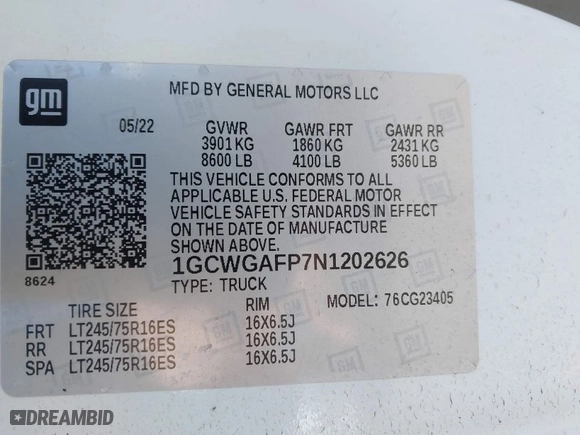 gm
MFD BY GENERAL MOTORS LLC
05/22 GVWR GAWR FRT GAWR RR
3901 KG 1860 KG 2431 KG
8600 LB 4100 LB 5360 LB
THIS VEHICLE CONFORMS TO ALL
APPLICABLE U.S. FEDERAL MOTOR
VEHICLE SAFETY STANDARDS IN EFFECT
ON THE DATE OF MANUFACTURE
SHOWN ABOVE.
8624
1GCWGAFP7N1202626
TYPE: TRUCK MODEL: 76CG23405
TIRE SIZE RIM
FRT LT245/75R16ES 16X6.5J
RR LT245/75R16ES 16X6.5J
SPA LT245/75R16ES 16X6.5J
DREAMBID